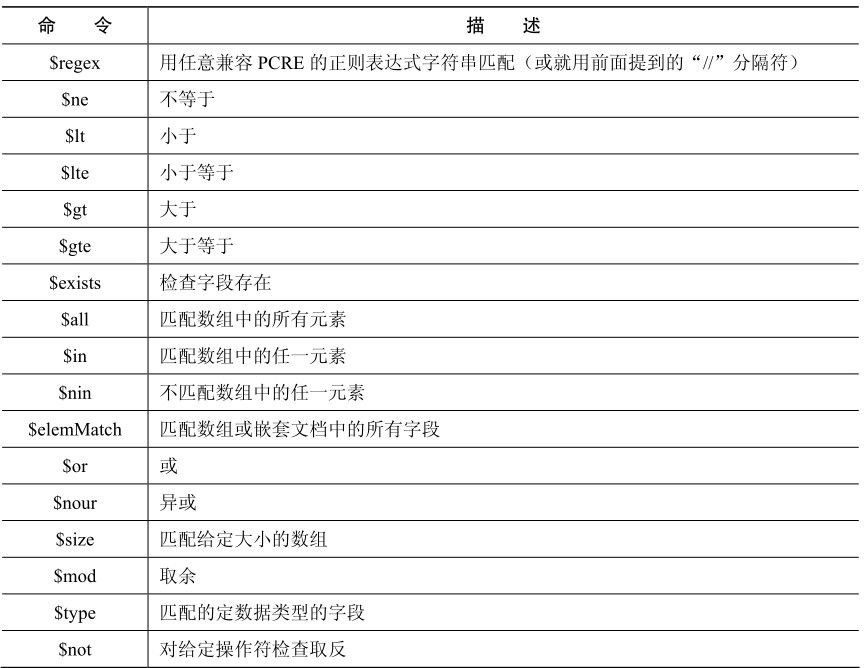 命 令 描 述
$regex 用任意兼容 PCRE 的正则表达式字符串匹配（或就用前面提到的“//”分隔符）
$ne 不等于
$lt 小于
$lte 小于等于
$gt 大于
$gte 大于等于
$exists 检查字段存在
$all 匹配数组中的所有元素
$in 匹配数组中的任一元素
$nin 不匹配数组中的任一元素
$elemMatch 匹配数组或嵌套文档中的所有字段
$or 或
$nour 异或
$size 匹配给定大小的数组
$mod 取余
$type 匹配的定数据类型的字段
$not 对给定操作符检查取反